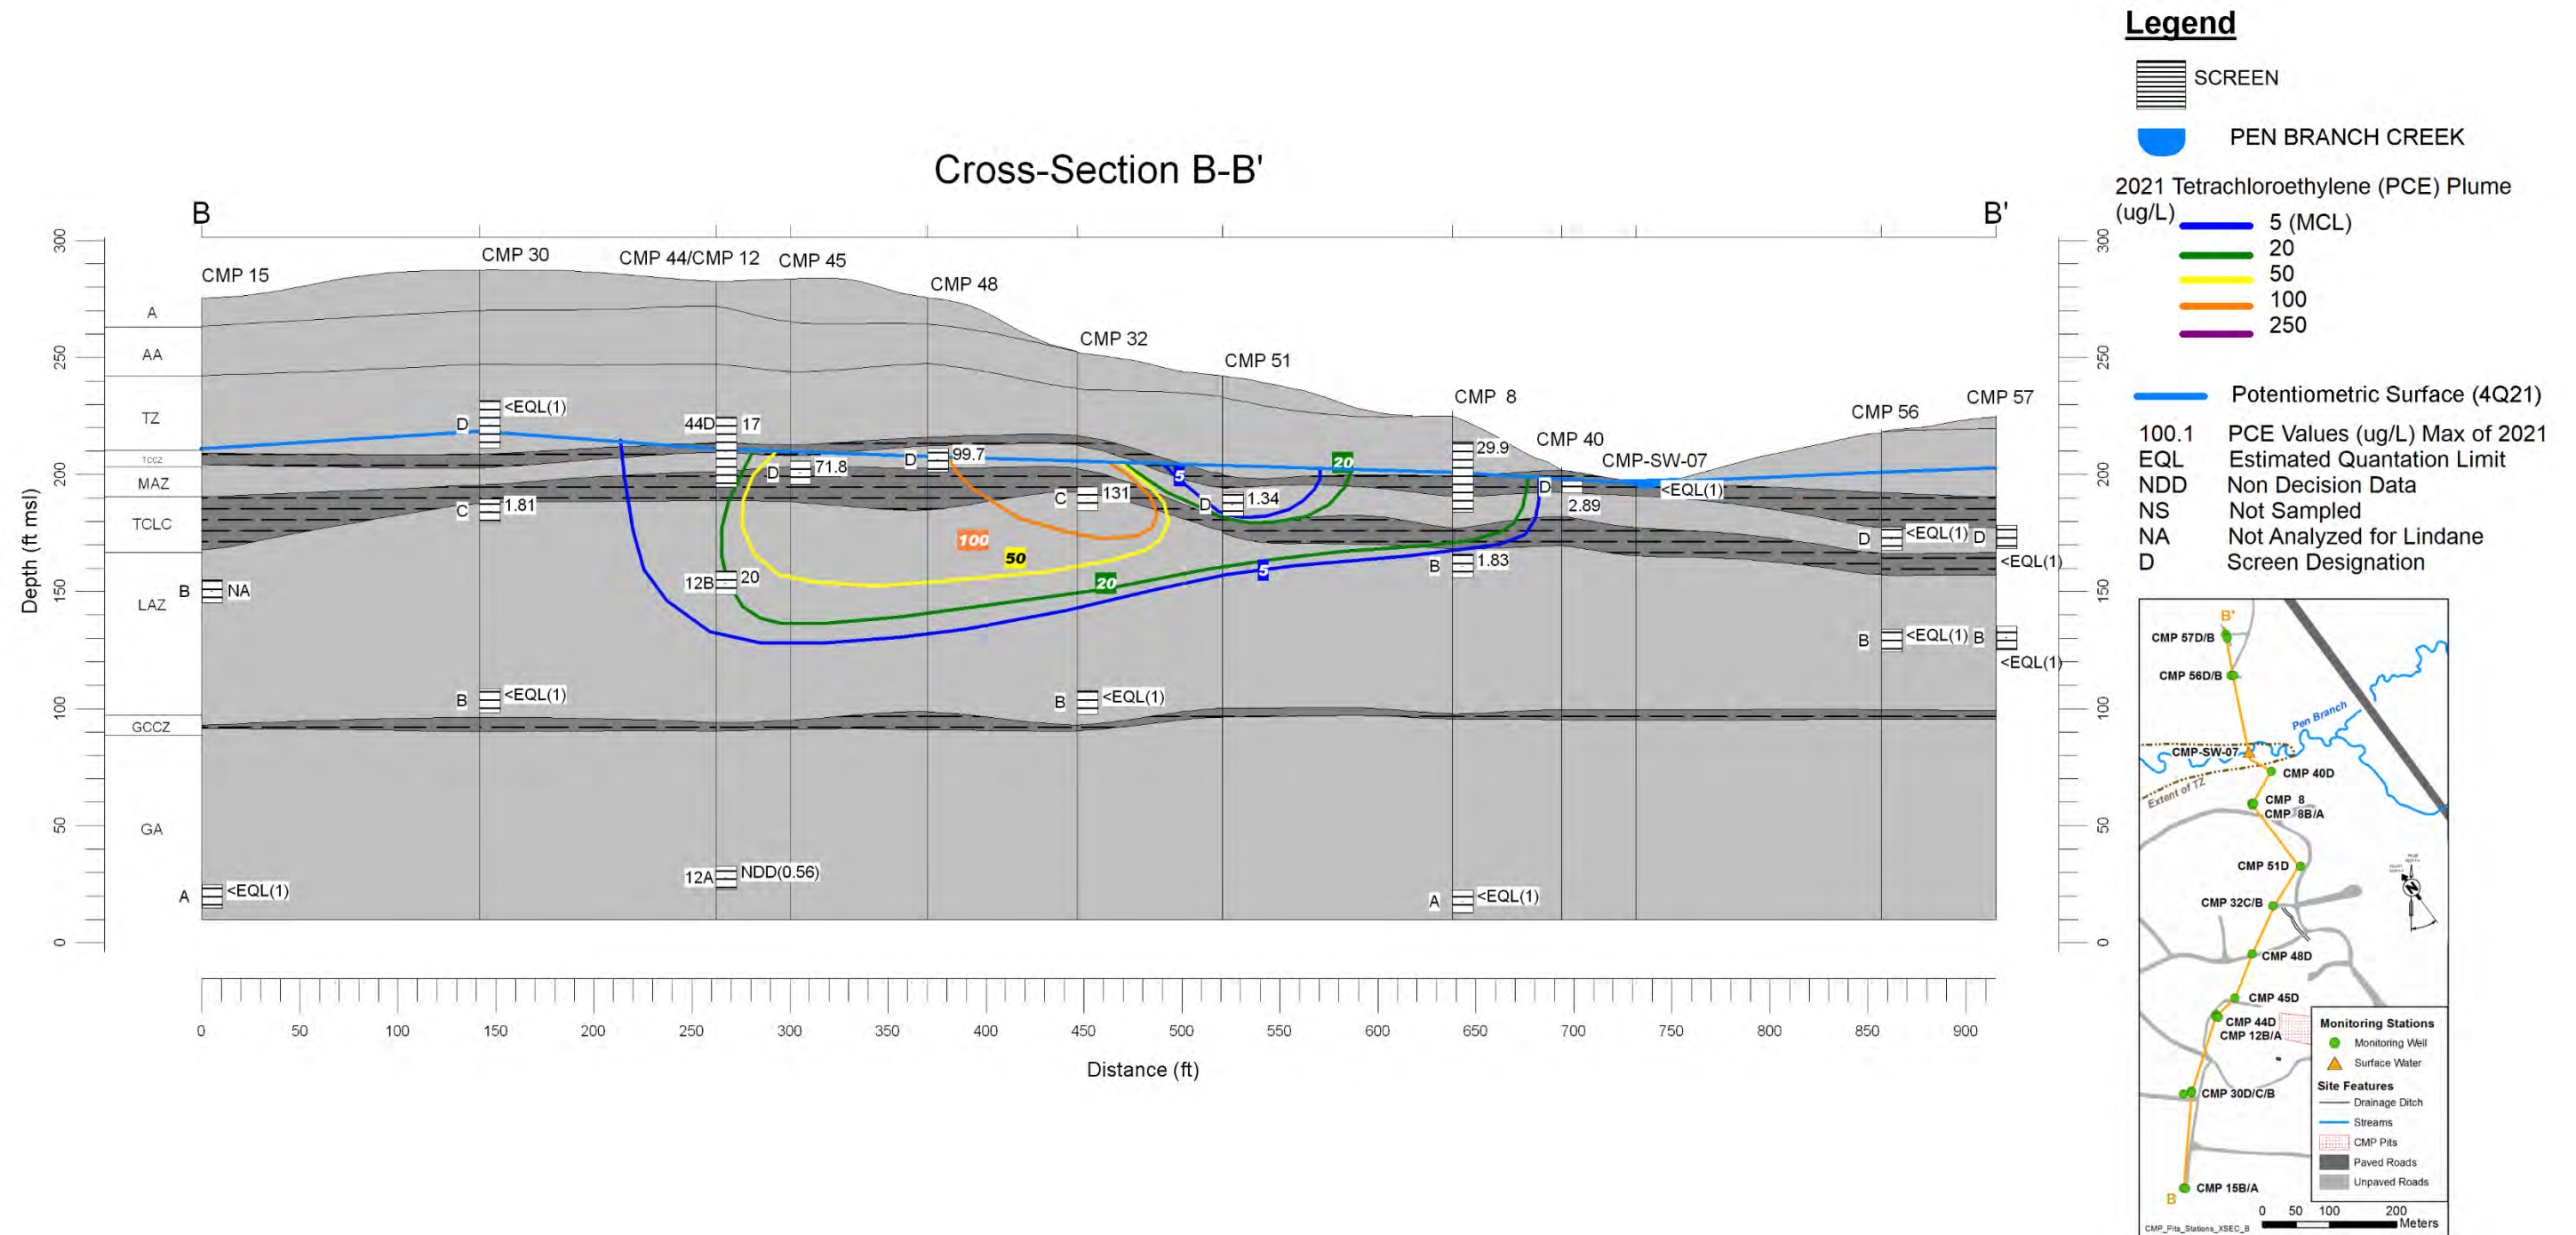 Legend
SCREEN
PEN BRANCH CREEK
2021 Tetrachloroethylene (PCE) Plume
(ug/L)
5 (MCL)
20
50
100
250
Potentiometric Surface (4Q21)
100.1 PCE Values (ug/L) Max of 2021
EQL Estimated Quantation Limit
NDD Non Decision Data
NS Not Sampled
NA Not Analyzed for Lindane
D Screen Designation
Cross-Section B-B'
B
B'
CMP 15
CMP 30
CMP 44/CMP 12
CMP 45
CMP 48
CMP 32
CMP 51
CMP 8
CMP 40
CMP-SW-07
CMP 56
CMP 57
Depth (ft msl)
300
250
200
150
100
50
0
A
AA
TZ
TCCZ
MAZ
TCLC
LAZ
GCCZ
GA
D <EQL(1)
44D 17
D 71.8
D 99.7
C 1.81
C 131
D 1.34
29.9
D
2.89
<EQL(1)
5
20
100
50
20
5
B NA
12B 20
B 1.83
D <EQL(1)
D
<EQL(1)
B <EQL(1)
B
<EQL(1)
B <EQL(1)
B <EQL(1)
A <EQL(1)
12A NDD(0.56)
A <EQL(1)
300
250
200
150
100
50
0
0 50 100 150 200 250 300 350 400 450 500 550 600 650 700 750 800 850 900
Distance (ft)
B'
CMP 57D/B
CMP 56D/B
Pen Branch
CMP-SW-07
CMP 40D
Extent of TZ
CMP 8
CMP 8B/A
CMP 51D
CMP 32C/B
N
CMP 48D
CMP 45D
CMP 44D
CMP 12B/A
CMP 30D/C/B
CMP 15B/A
B
Monitoring Stations
Monitoring Well
Surface Water
Site Features
Drainage Ditch
Streams
CMP Pits
Paved Roads
Unpaved Roads
0 50 100 200
Meters
CMP_Pits_Stations_XSEC_B